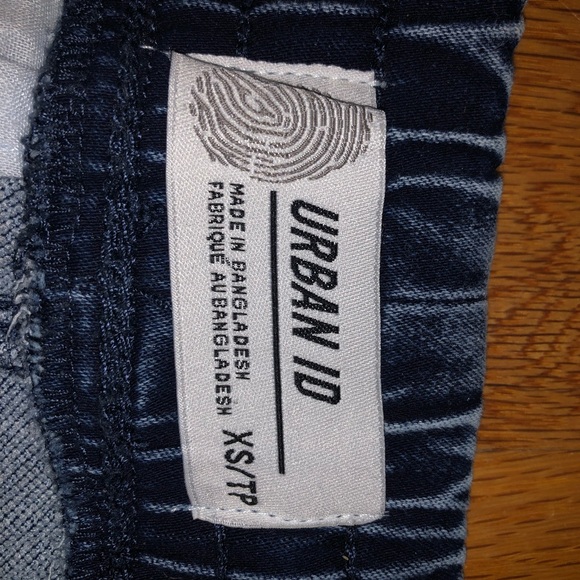 URBAN ID
MADE IN BANGLADESH
FABRIQUÉ AU BANGLADESH
XS/TP